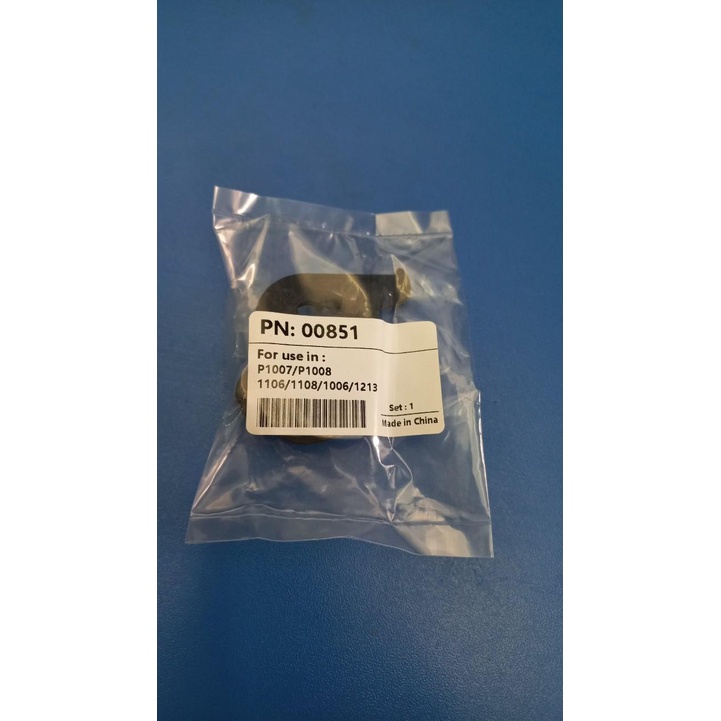 PN: 00851
For use in :
P1007/P1008
1106/1108/1006/1213
Set : 1
Made in China